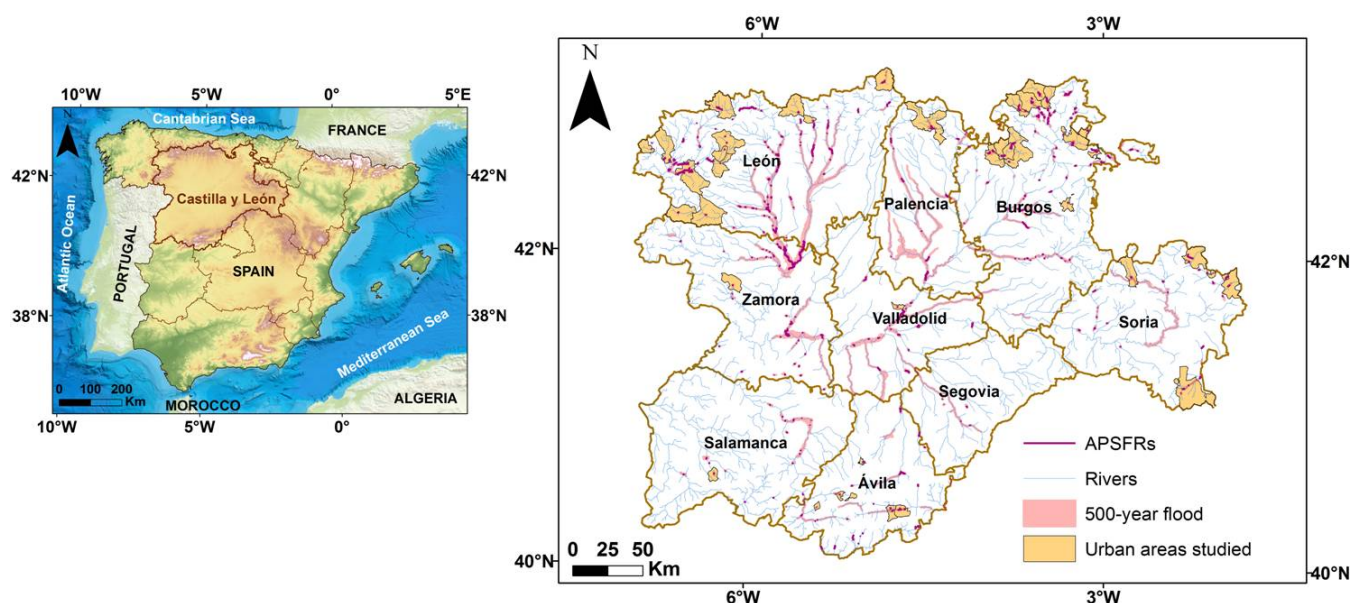 10°W 5°W 0° 5°E
Cantabrian Sea
FRANCE
N
42°N 42°N
Castilla y León
Atlantic Ocean
PORTUGAL
SPAIN
38°N 38°N
Mediterranean Sea
0 100 200
Km
MOROCCO
ALGERIA
10°W 5°W 0°
6°W 3°W
N
León
Palencia
Burgos
42°N 42°N
Zamora
Valladolid
Soria
Segovia
Salamanca
Ávila
APSFRs
Rivers
500-year flood
Urban areas studied
0 25 50
Km
40°N 40°N
6°W 3°W